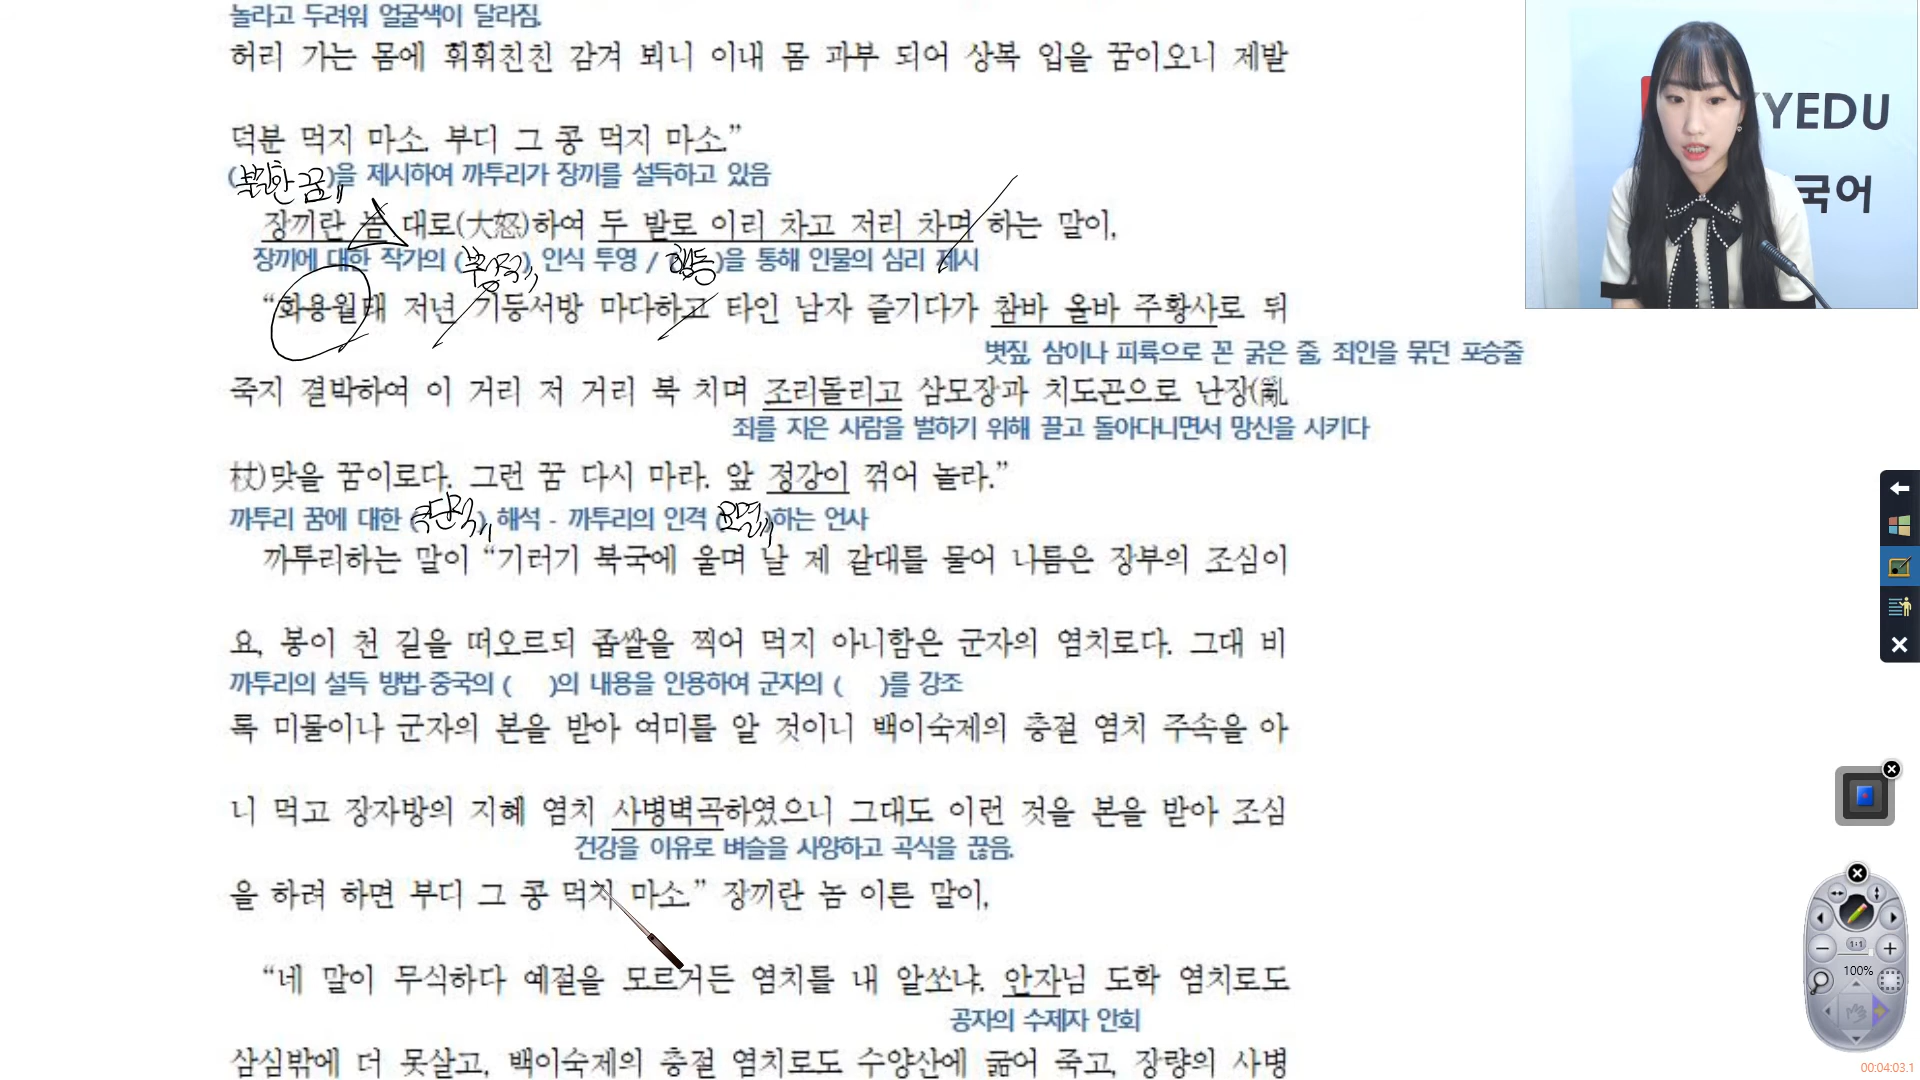 놀라고 두려워 얼굴색이 달라짐.
허리 가는 몸에 휘휘친친 감겨 뵈니 이내 몸 과부 되어 상복 입을 꿈이오니 제발
덕분 먹지 마소. 부디 그 콩 먹지 마소.”
(불길한 꿈)을 제시하여 까투리가 장끼를 설득하고 있음
장끼란 놈 대로(大怒)하여 두 발로 이리 차고 저리 차며 하는 말이,
장끼에 대한 작가의 (부정적) 인식 투영 / (행동)을 통해 인물의 심리 제시
“화용월태 저년 기둥서방 마다하고 타인 남자 즐기다가 참바 올바 주황사로 뒤
볏짚, 삼이나 피륙으로 꼰 굵은 줄, 죄인을 묶던 포승줄
죽지 결박하여 이 거리 저 거리 북 치며 조리돌리고 삼모장과 치도곤으로 난장(亂
죄를 지은 사람을 벌하기 위해 끌고 돌아다니면서 망신을 시키다
杖)맞을 꿈이로다. 그런 꿈 다시 마라. 앞 정강이 꺾어 놀라.”
까투리 꿈에 대한 (극단적) 해석 - 까투리의 인격 (모멸)하는 언사
까투리하는 말이 “기러기 북국에 울며 날 제 갈대를 물어 나름은 장부의 조심이
요, 봉이 천 길을 떠오르되 좁쌀을 찍어 먹지 아니함은 군자의 염치로다. 그대 비
까투리의 설득 방법-중국의 ( )의 내용을 인용하여 군자의 ( )를 강조
록 미물이나 군자의 본을 받아 여미를 알 것이니 백이숙제의 충절 염치 주속을 아
니 먹고 장자방의 지혜 염치 사병벽곡하였으니 그대도 이런 것을 본을 받아 조심
건강을 이유로 벼슬을 사양하고 곡식을 끊음.
을 하려 하면 부디 그 콩 먹지 마소.” 장끼란 놈 이른 말이,
“네 말이 무식하다 예절을 모르거든 염치를 내 알쏘냐. 안자님 도학 염치로도
공자의 수제자 안회
삼십밖에 더 못살고, 백이숙제의 충절 염치로도 수양산에 굶어 죽고, 장량의 사병
YEDU
국어
1:1
100%
00:04:03.1